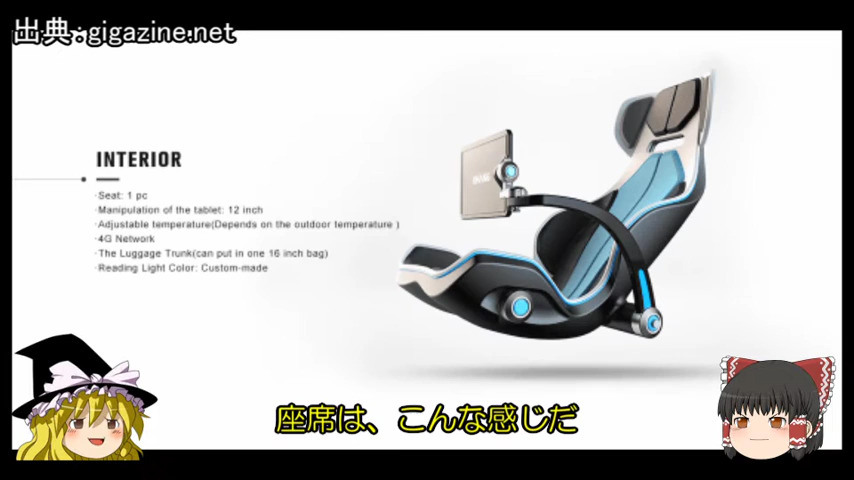 出典:gigazine.net
INTERIOR
·Seat: 1 pc
·Manipulation of the tablet: 12 inch
·Adjustable temperature(Depends on the outdoor temperature )
·4G Network
·The Luggage Trunk(can put in one 16 inch bag)
·Reading Light Color: Custom-made
座席は、こんな感じだ